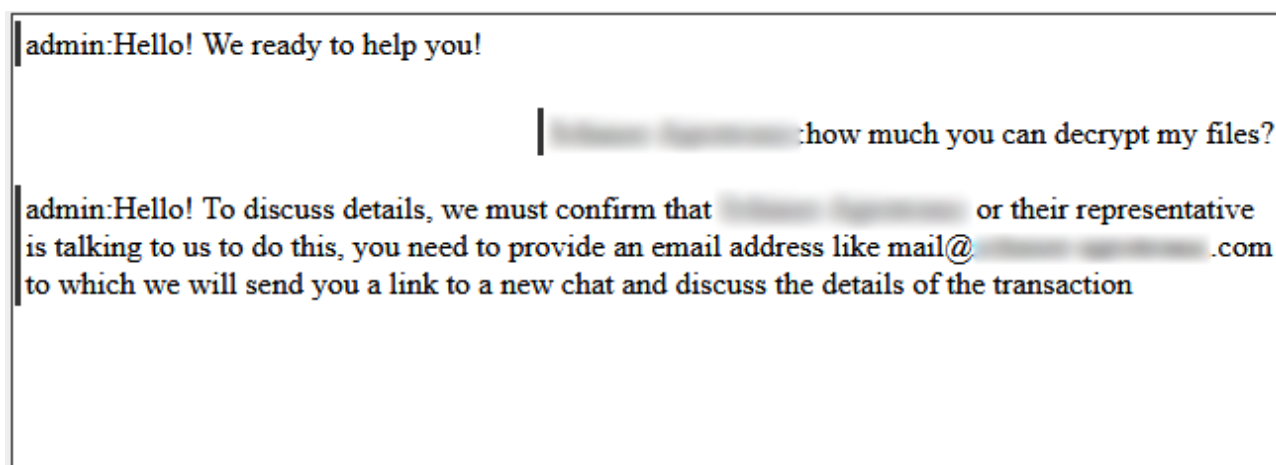 admin:Hello! We ready to help you!
:how much you can decrypt my files?
admin:Hello! To discuss details, we must confirm that or their representative
is talking to us to do this, you need to provide an email address like mail@ .com
to which we will send you a link to a new chat and discuss the details of the transaction